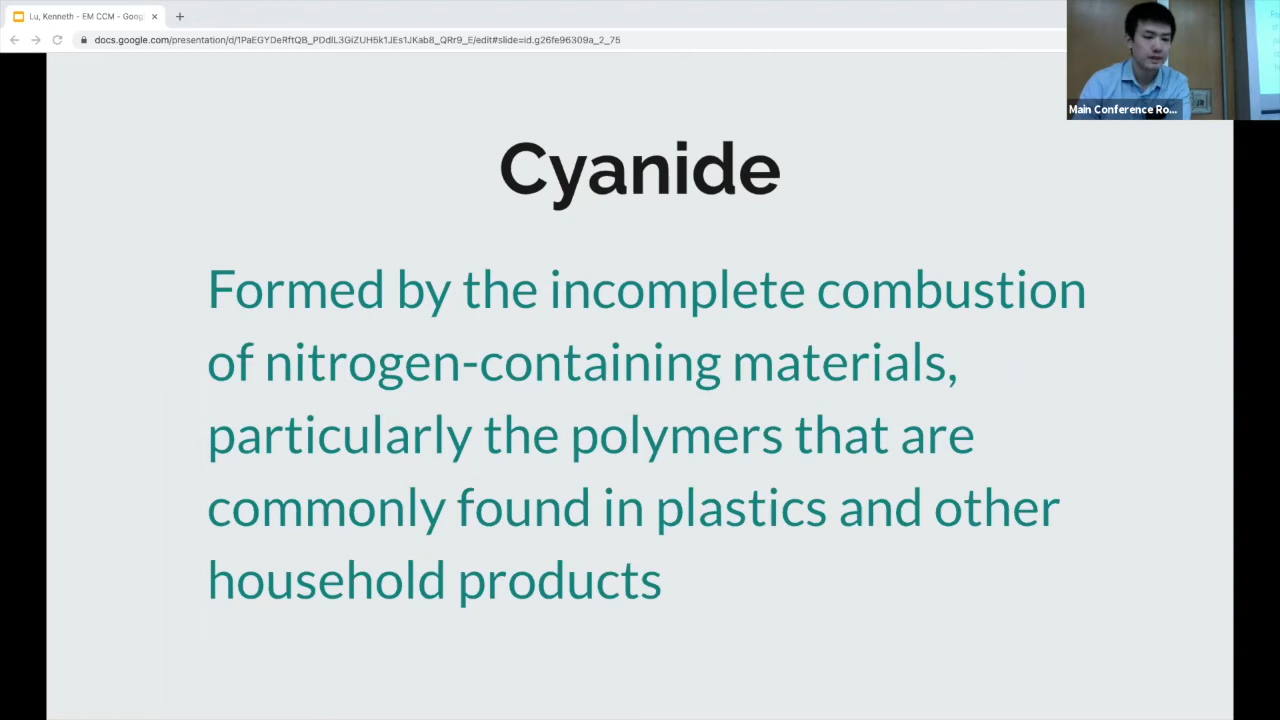 Lu, Kenneth - EM CCM - Goog
docs.google.com/presentation/d/1PaEGYDeRftQB_PDdlL3GiZUH5k1JEs1JKab8_QRr9_E/edit#slide=id.g26fe96309a_2_75
Main Conference Ro...
Cyanide
Formed by the incomplete combustion
of nitrogen-containing materials,
particularly the polymers that are
commonly found in plastics and other
household products